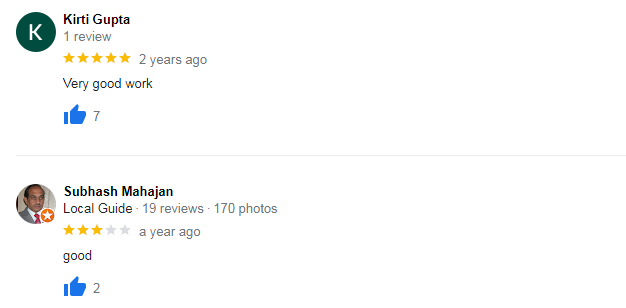 K
Kirti Gupta
1 review
2 years ago
Very good work
7
Subhash Mahajan
Local Guide · 19 reviews · 170 photos
a year ago
good
2